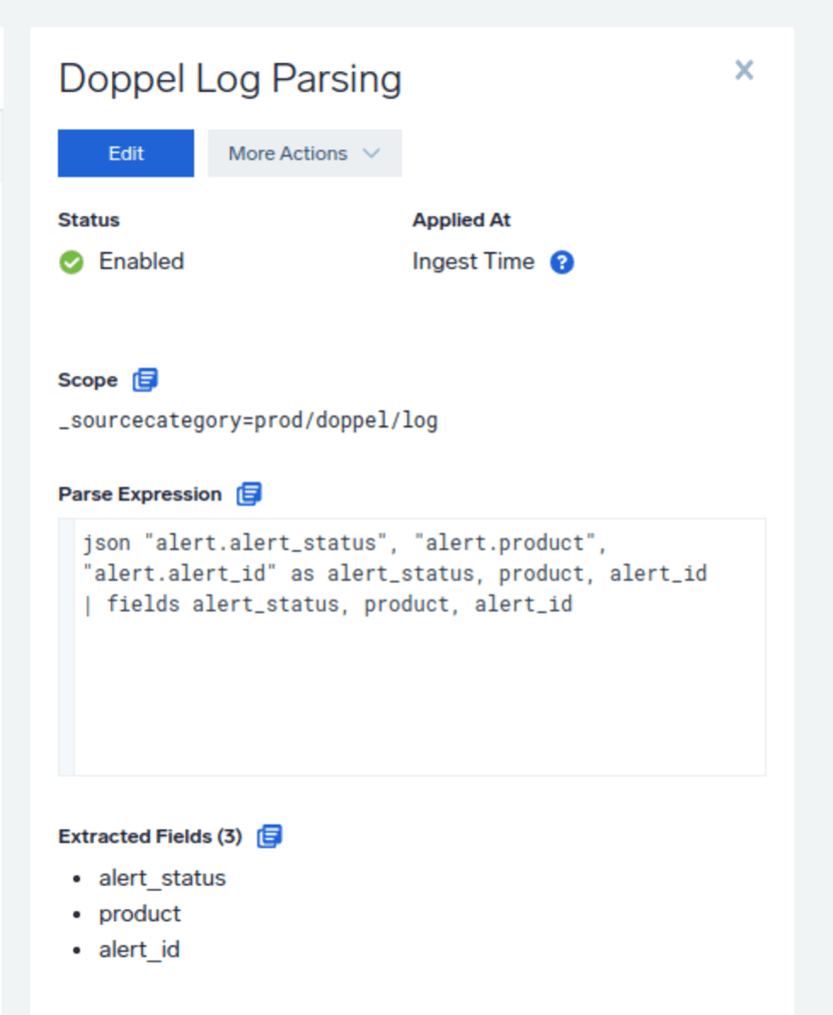 Doppel Log Parsing
Edit
More Actions
Status
Applied At
Enabled
Ingest Time
Scope
_sourcecategory=prod/doppel/log
Parse Expression
json "alert.alert_status", "alert.product",
"alert.alert_id" as alert_status, product, alert_id
| fields alert_status, product, alert_id
Extracted Fields (3)
• alert_status
• product
• alert_id